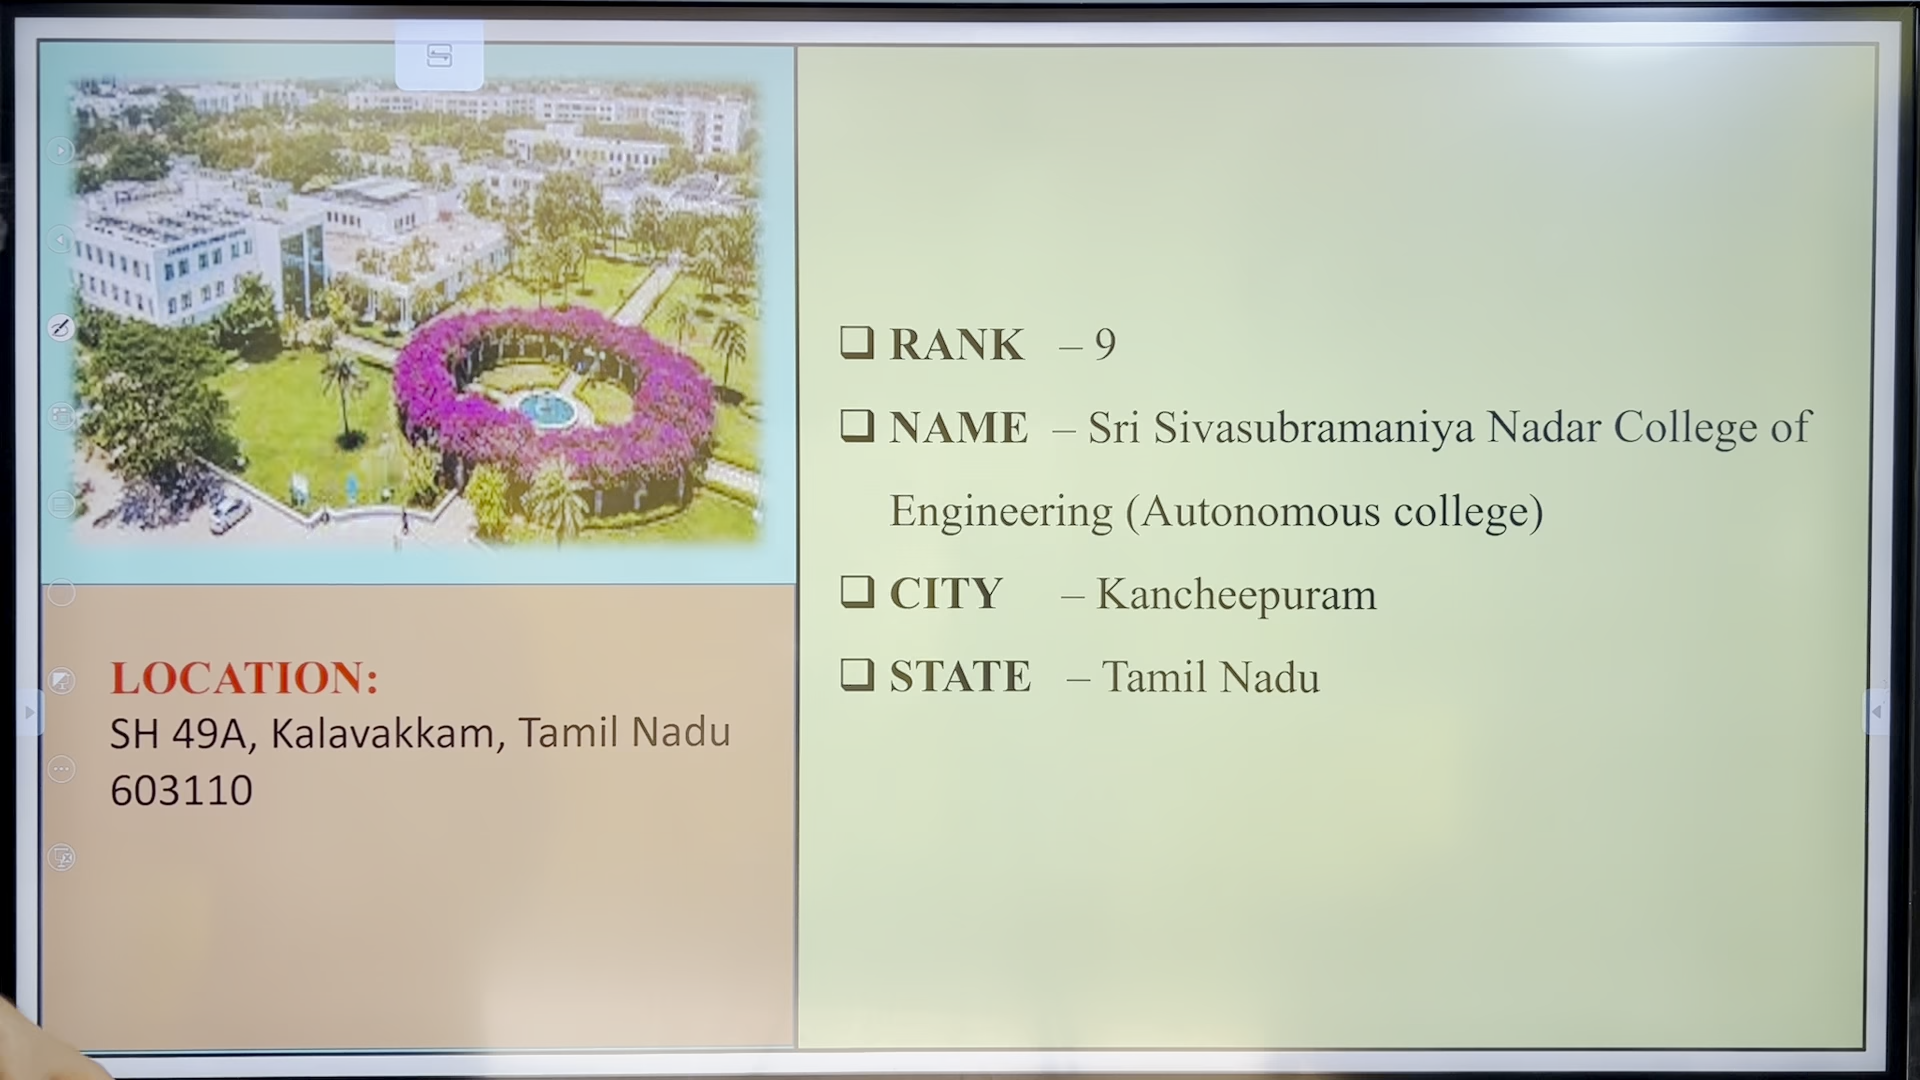 LOCATION:
SH 49A, Kalavakkam, Tamil Nadu
603110
❑ RANK – 9
❑ NAME – Sri Sivasubramaniya Nadar College of
Engineering (Autonomous college)
❑ CITY – Kancheepuram
❑ STATE – Tamil Nadu